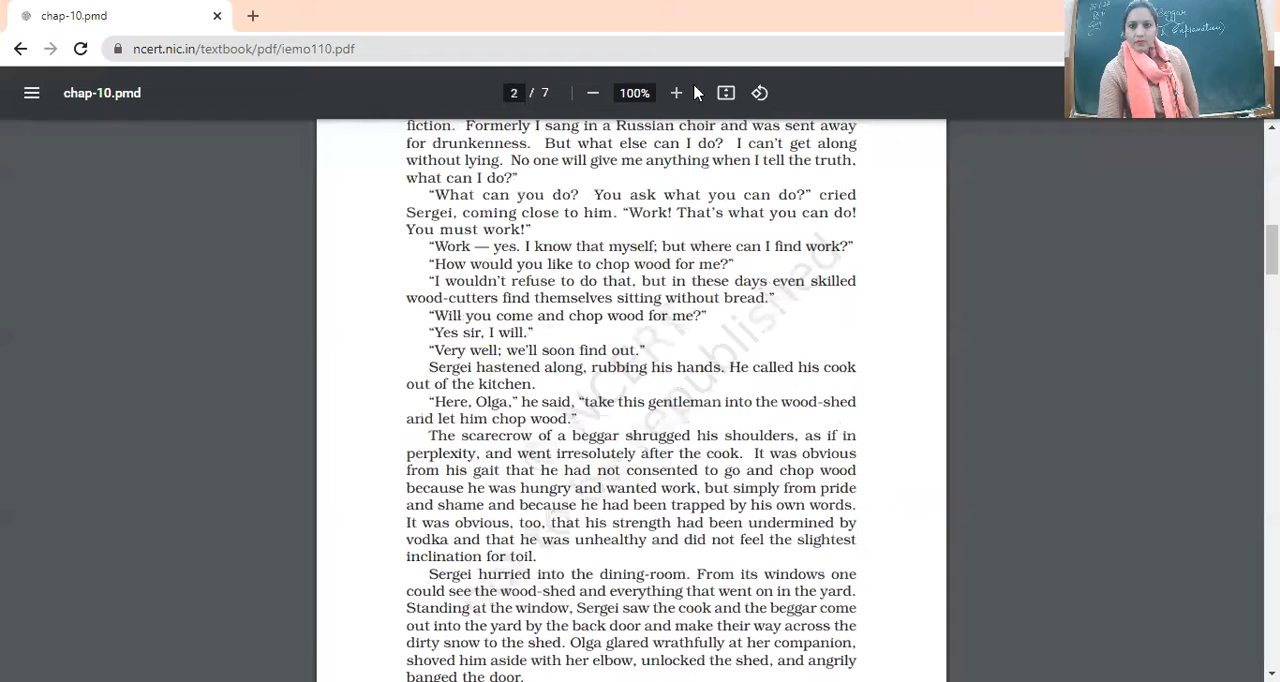 chap-10.pmd
ncert.nic.in/textbook/pdf/iemo110.pdf
chap-10.pmd
2 / 7
100%
Beggar
Explanation)
fiction. Formerly I sang in a Russian choir and was sent away
for drunkenness. But what else can I do? I can't get along
without lying. No one will give me anything when I tell the truth,
what can I do?"
"What can you do? You ask what you can do?" cried
Sergei, coming close to him. "Work! That's what you can do!
You must work!"
"Work — yes. I know that myself; but where can I find work?"
"How would you like to chop wood for me?"
"I wouldn't refuse to do that, but in these days even skilled
wood-cutters find themselves sitting without bread."
"Will you come and chop wood for me?"
"Yes sir, I will."
"Very well; we'll soon find out."
Sergei hastened along, rubbing his hands. He called his cook
out of the kitchen.
"Here, Olga," he said, "take this gentleman into the wood-shed
and let him chop wood."
The scarecrow of a beggar shrugged his shoulders, as if in
perplexity, and went irresolutely after the cook. It was obvious
from his gait that he had not consented to go and chop wood
because he was hungry and wanted work, but simply from pride
and shame and because he had been trapped by his own words.
It was obvious, too, that his strength had been undermined by
vodka and that he was unhealthy and did not feel the slightest
inclination for toil.
Sergei hurried into the dining-room. From its windows one
could see the wood-shed and everything that went on in the yard.
Standing at the window, Sergei saw the cook and the beggar come
out into the yard by the back door and make their way across the
dirty snow to the shed. Olga glared wrathfully at her companion,
shoved him aside with her elbow, unlocked the shed, and angrily
banged the door.
NCERT
republished